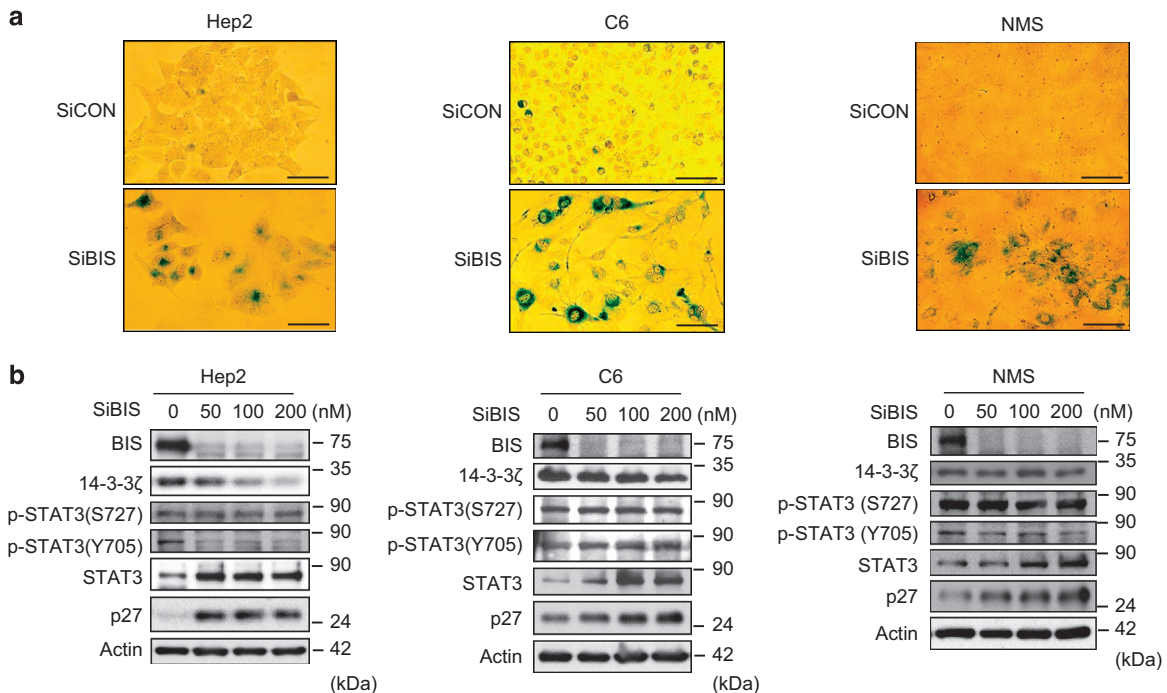 a
Hep2
C6
NMS
SiCON
SiCON
SiCON
SiBIS
SiBIS
SiBIS
b
Hep2
SiBIS 0 50 100 200 (nM)
BIS 75
14-3-3ζ 35
p-STAT3(S727) 90
p-STAT3(Y705) 90
STAT3 90
p27 24
Actin 42
(kDa)
C6
SiBIS 0 50 100 200 (nM)
BIS 75
14-3-3ζ 35
p-STAT3(S727) 90
p-STAT3(Y705) 90
STAT3 90
p27 24
Actin 42
(kDa)
NMS
SiBIS 0 50 100 200 (nM)
BIS 75
14-3-3ζ 35
p-STAT3 (S727) 90
p-STAT3 (Y705) 90
STAT3 90
p27 24
Actin 42
(kDa)